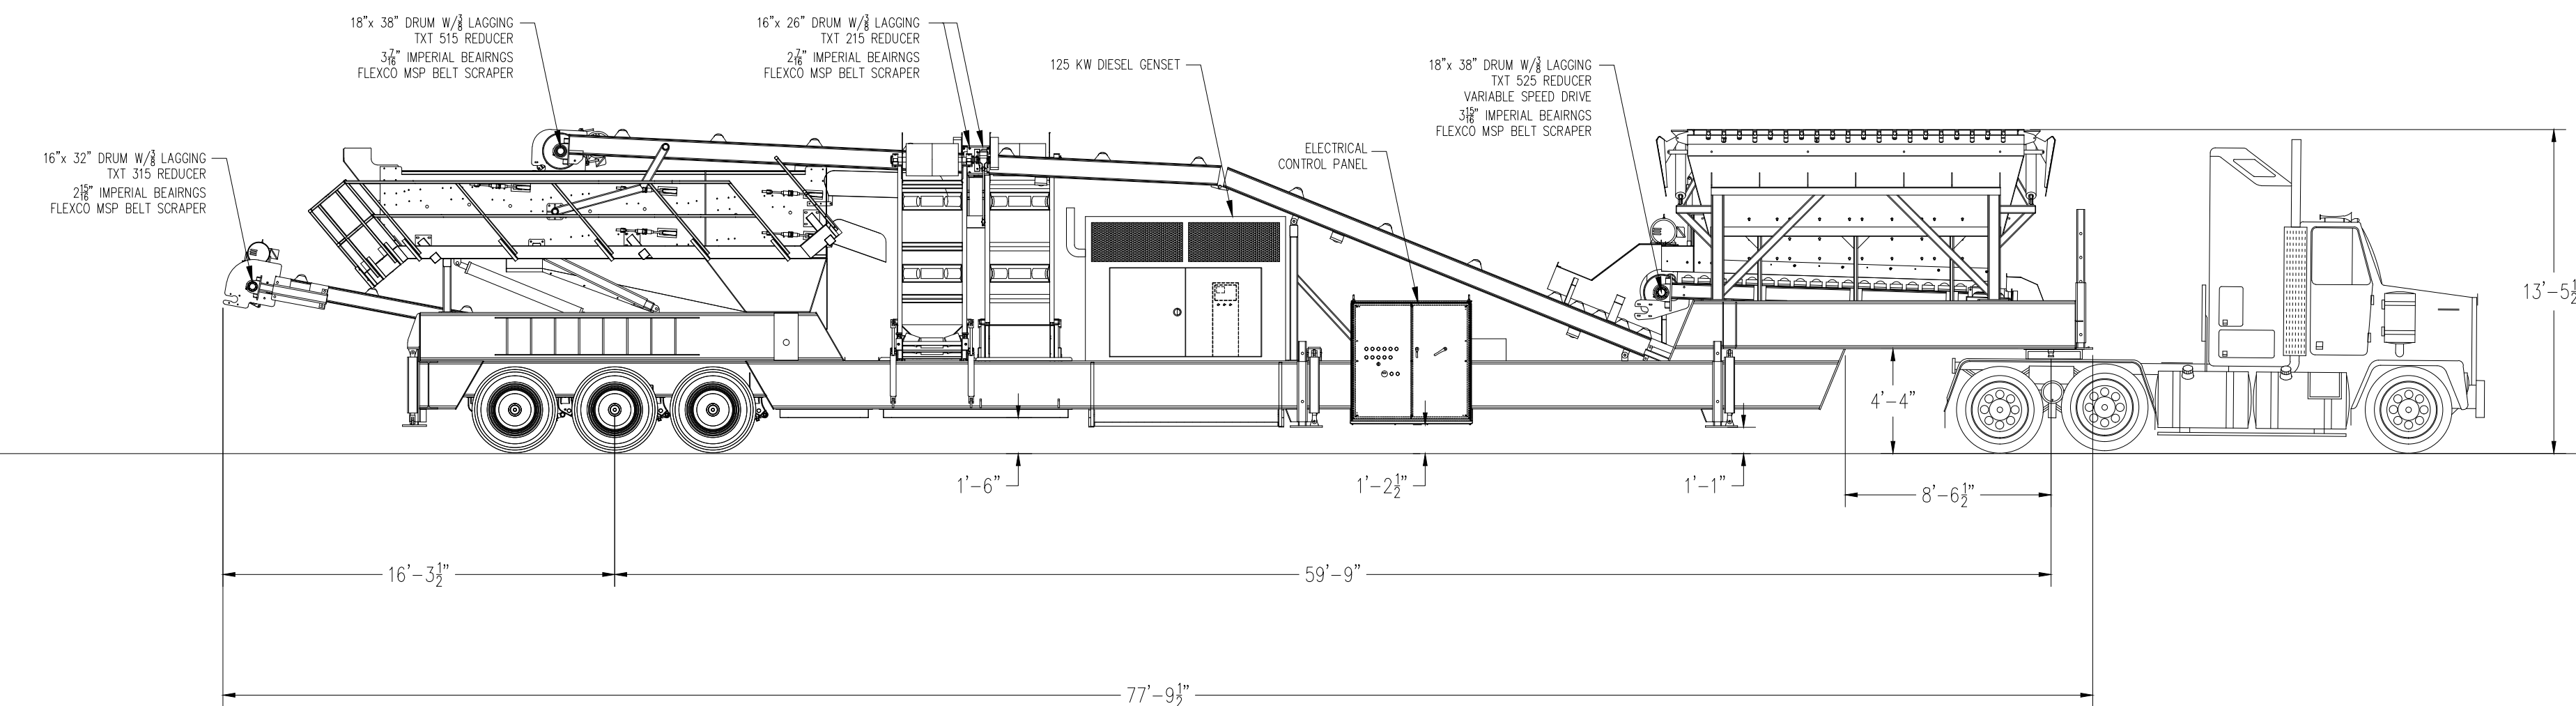 18"x 38" DRUM W/3/8 LAGGING
TXT 515 REDUCER
3 7/16" IMPERIAL BEAIRNGS
FLEXCO MSP BELT SCRAPER
16"x 26" DRUM W/3/8 LAGGING
TXT 215 REDUCER
2 7/16" IMPERIAL BEAIRNGS
FLEXCO MSP BELT SCRAPER
125 KW DIESEL GENSET
18"x 38" DRUM W/3/8 LAGGING
TXT 525 REDUCER
VARIABLE SPEED DRIVE
3 15/16" IMPERIAL BEAIRNGS
FLEXCO MSP BELT SCRAPER
16"x 32" DRUM W/3/8 LAGGING
TXT 315 REDUCER
2 15/16" IMPERIAL BEAIRNGS
FLEXCO MSP BELT SCRAPER
ELECTRICAL
CONTROL PANEL
13'-5 1/2
4'-4"
1'-6"
1'-2 1/2"
1'-1"
8'-6 1/2"
16'-3 1/2"
59'-9"
77'-9 1/2"